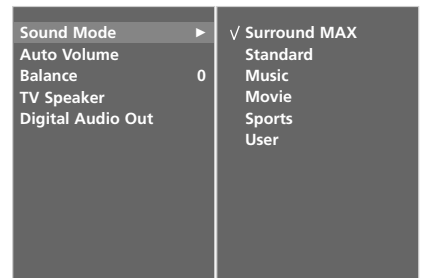 Sound Mode ►
Auto Volume
Balance 0
TV Speaker
Digital Audio Out
√ Surround MAX
Standard
Music
Movie
Sports
User